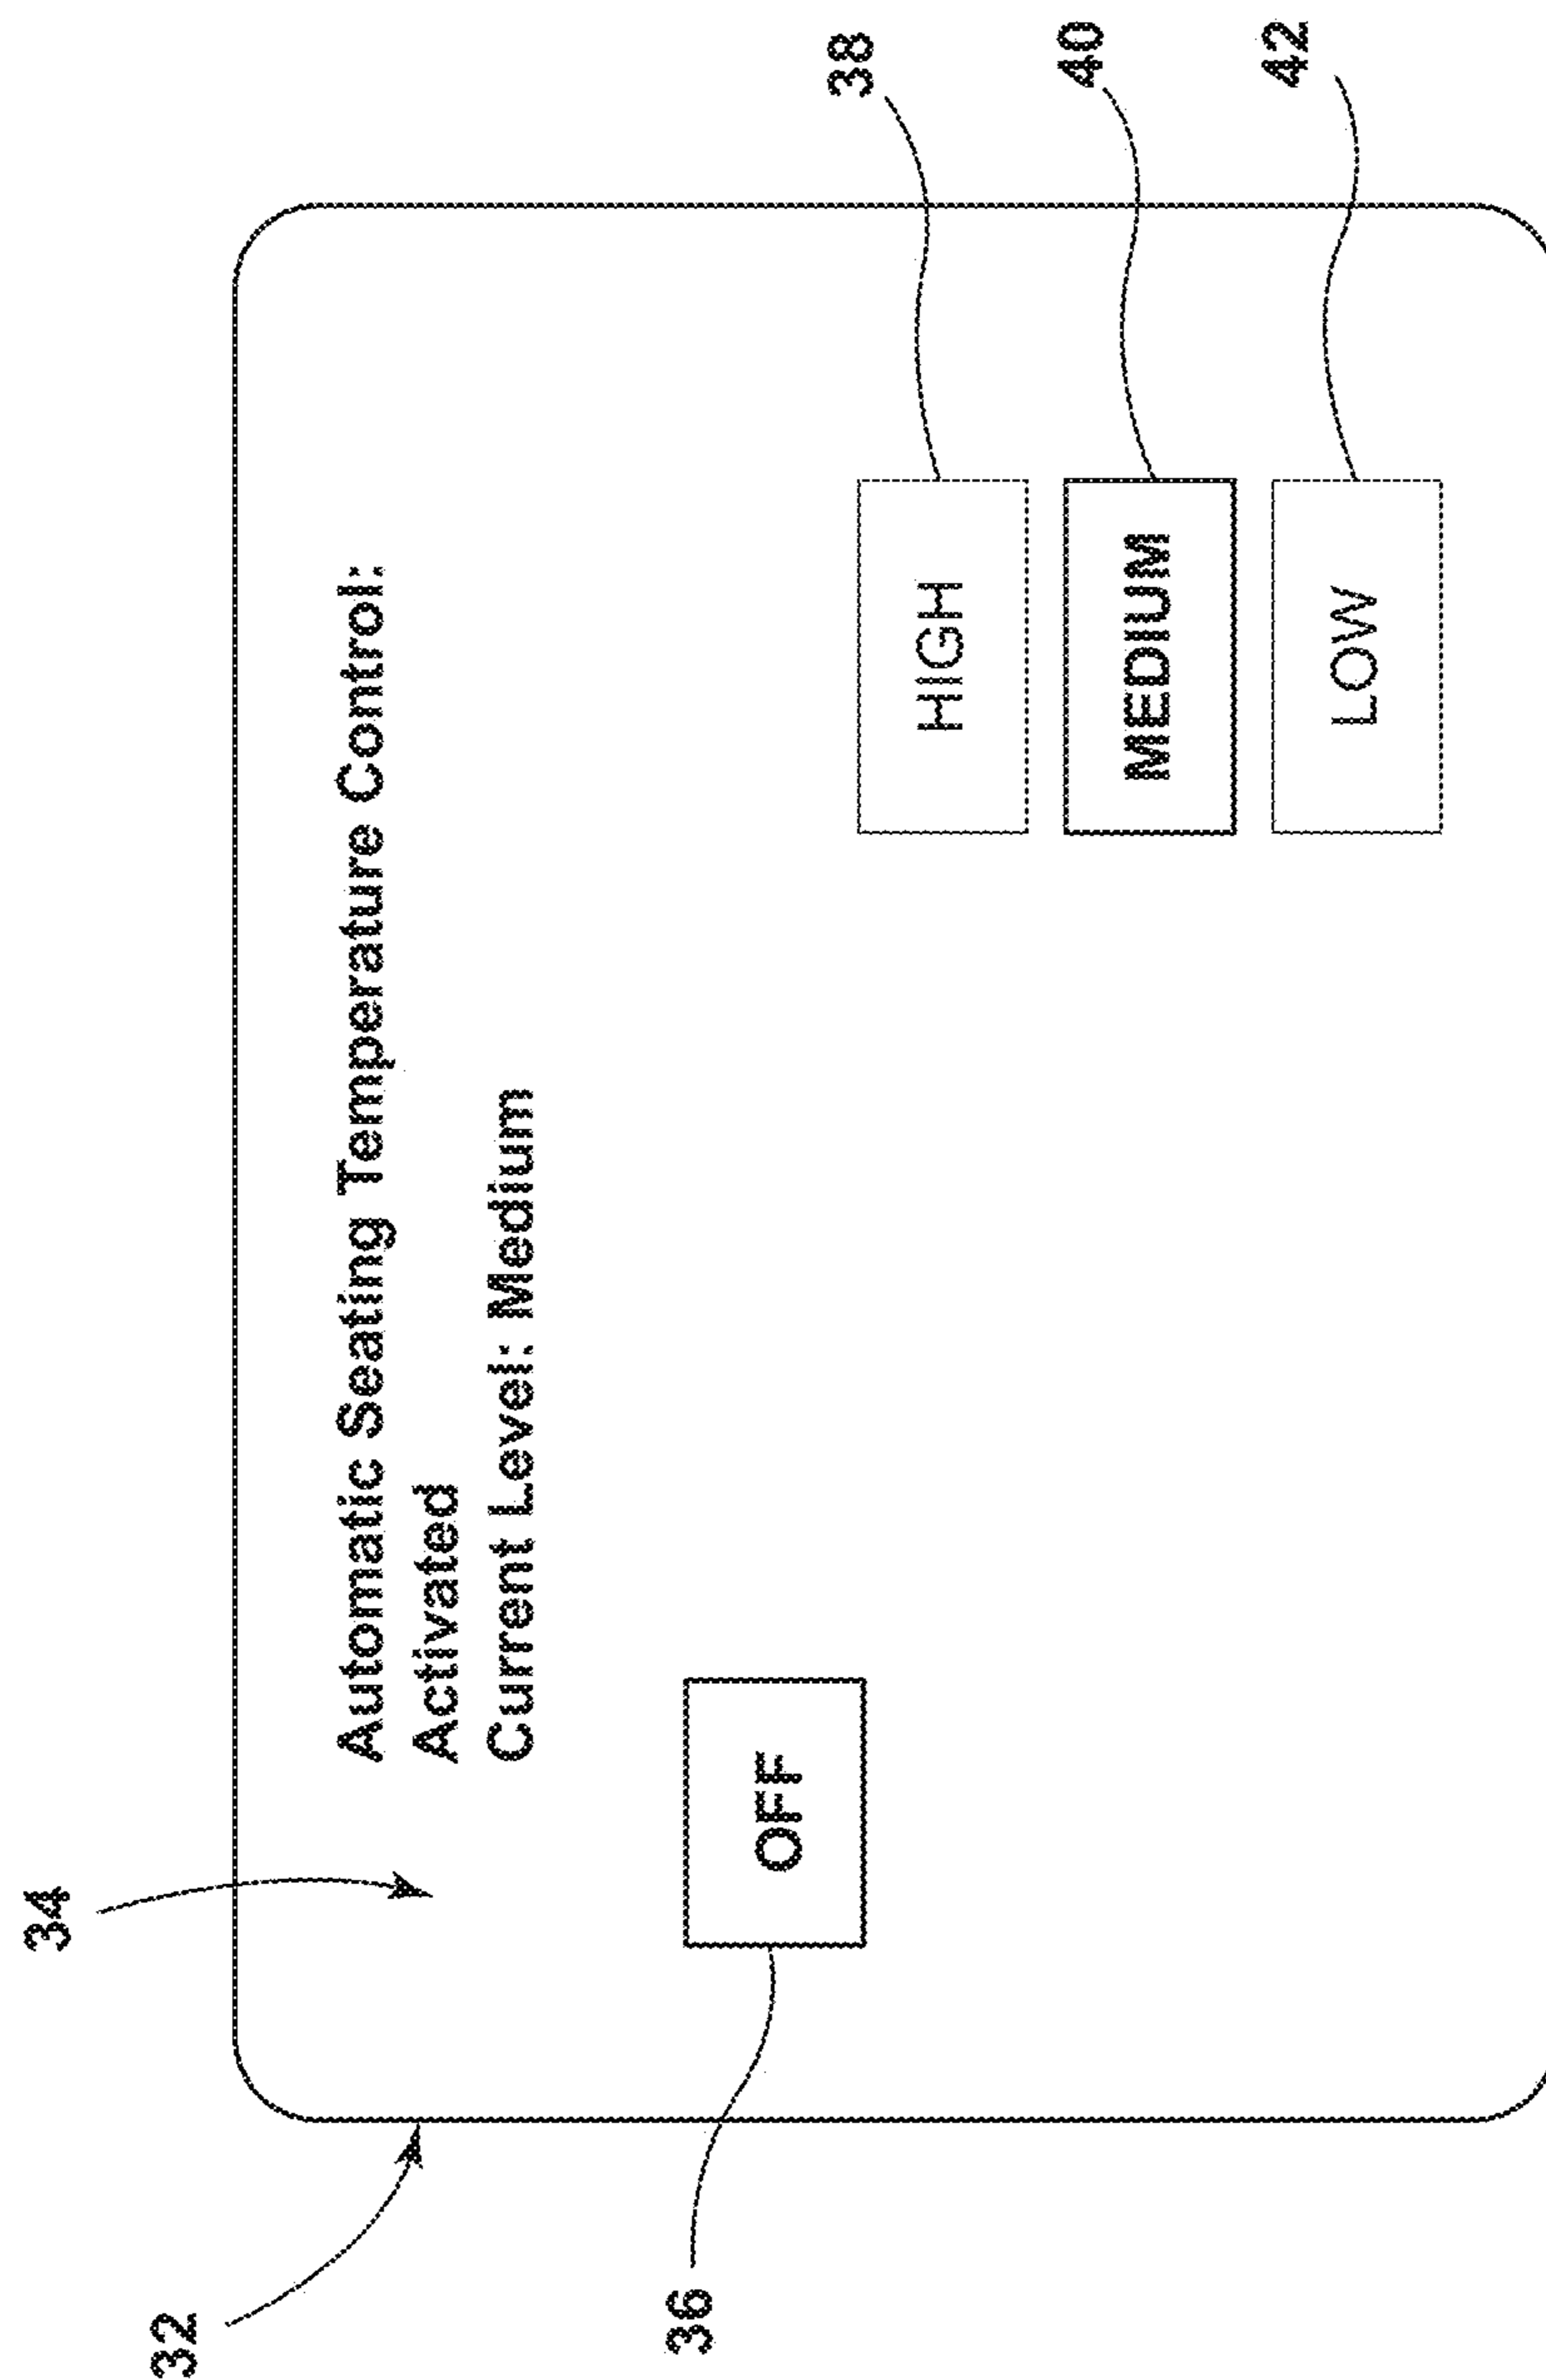 34
32
Automatic Seating Temperature Control:
Activated
Current Level: Medium
OFF
36
HIGH
38
MEDIUM
40
LOW
42